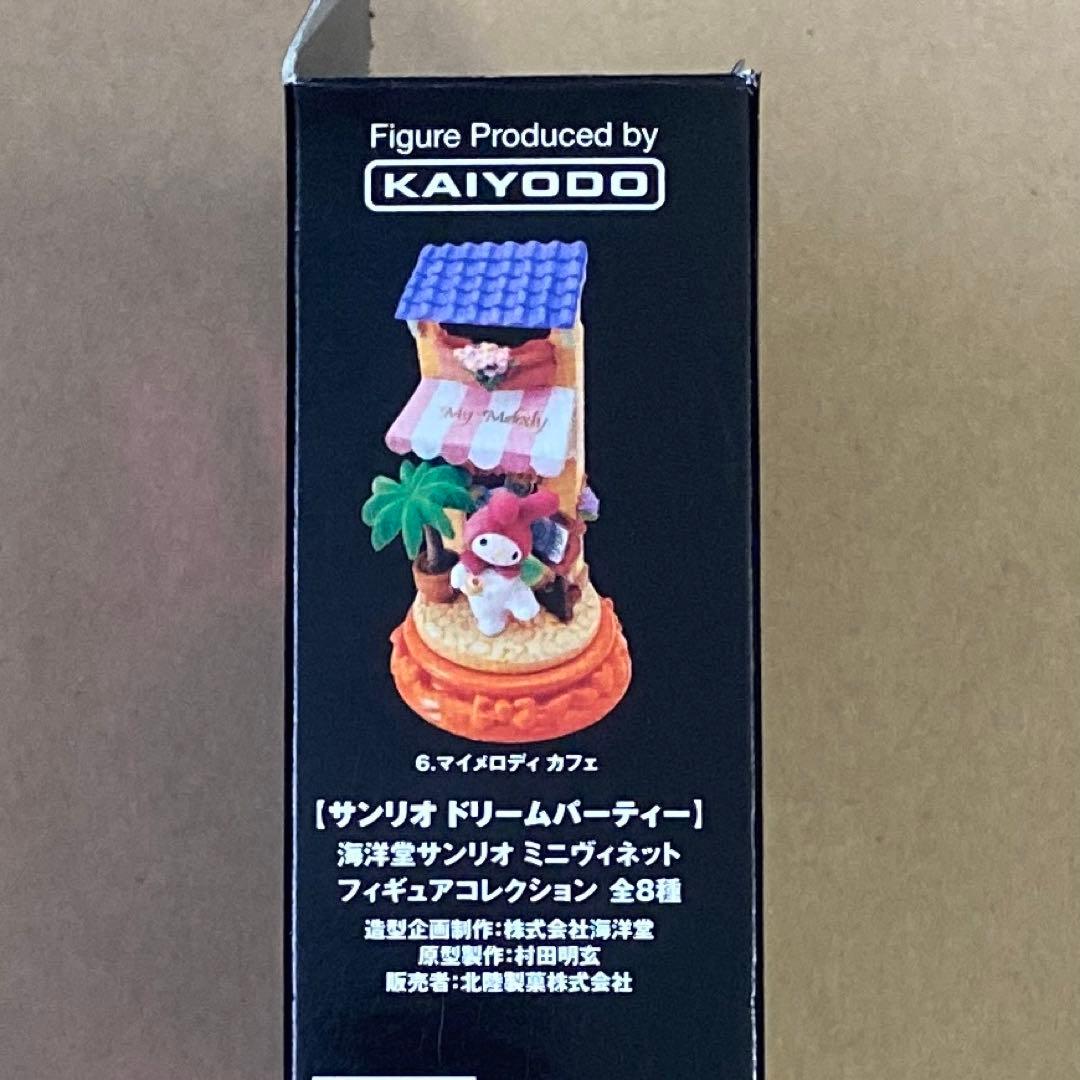 Figure Produced by
KAIYODO
My Melody
6.マイメロディ カフェ
【サンリオ ドリームパーティー】
海洋堂サンリオ ミニヴィネット
フィギュアコレクション 全8種
造型企画制作:株式会社海洋堂
原型製作:村田明玄
販売者:北陸製菓株式会社